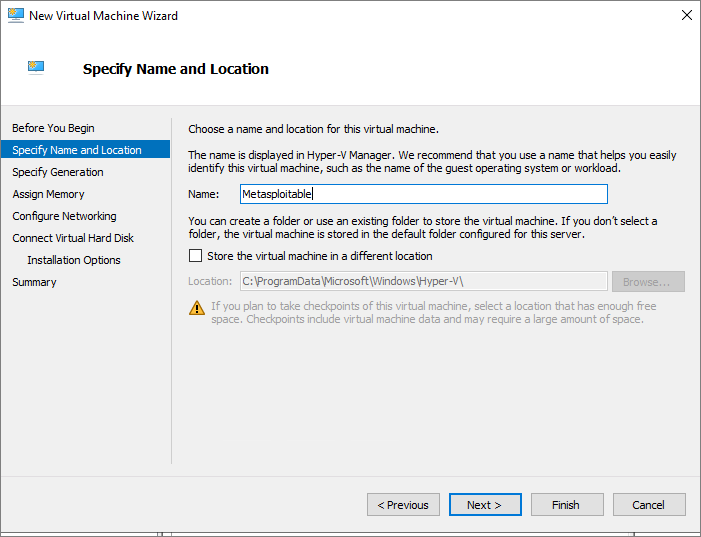 New Virtual Machine Wizard
Specify Name and Location
Before You Begin
Specify Name and Location
Specify Generation
Assign Memory
Configure Networking
Connect Virtual Hard Disk
Installation Options
Summary
Choose a name and location for this virtual machine.
The name is displayed in Hyper-V Manager. We recommend that you use a name that helps you easily
identify this virtual machine, such as the name of the guest operating system or workload.
Name: Metasploitable
You can create a folder or use an existing folder to store the virtual machine. If you don't select a
folder, the virtual machine is stored in the default folder configured for this server.
Store the virtual machine in a different location
Location: C:\ProgramData\Microsoft\Windows\Hyper-V\ Browse...
If you plan to take checkpoints of this virtual machine, select a location that has enough free
space. Checkpoints include virtual machine data and may require a large amount of space.
< Previous Next > Finish Cancel